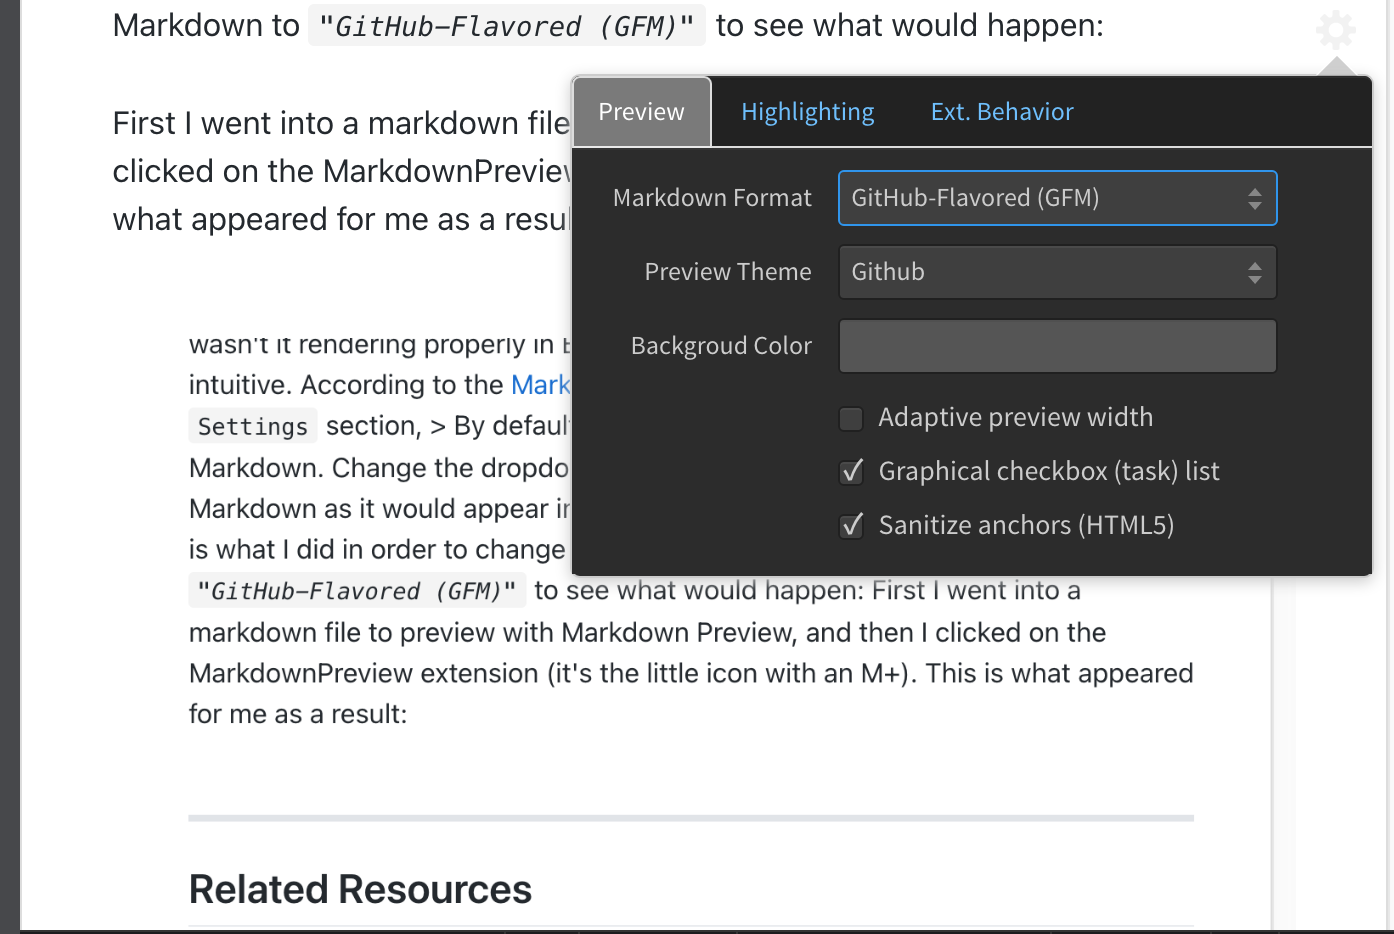 Markdown to "GitHub-Flavored (GFM)" to see what would happen:
First I went into a markdown file
clicked on the
what appeared for me as a
Preview
Highlighting
Ext. Behavior
Markdown Format
GitHub-Flavored (GFM)
Preview Theme
Github
Backgroud Color
Adaptive preview width
Graphical checkbox (task) list
Sanitize anchors (HTML5)
wasn't it rendering properly in
intuitive. According to the
Settings section, > By
Markdown. Change the
Markdown as it would appear
is what I did in order to change
"GitHub-Flavored (GFM)" to see what would happen: First I went into a
markdown file to preview with Markdown Preview, and then I clicked on the
MarkdownPreview extension (it's the little icon with an M+). This is what appeared
for me as a result:
Related Resources